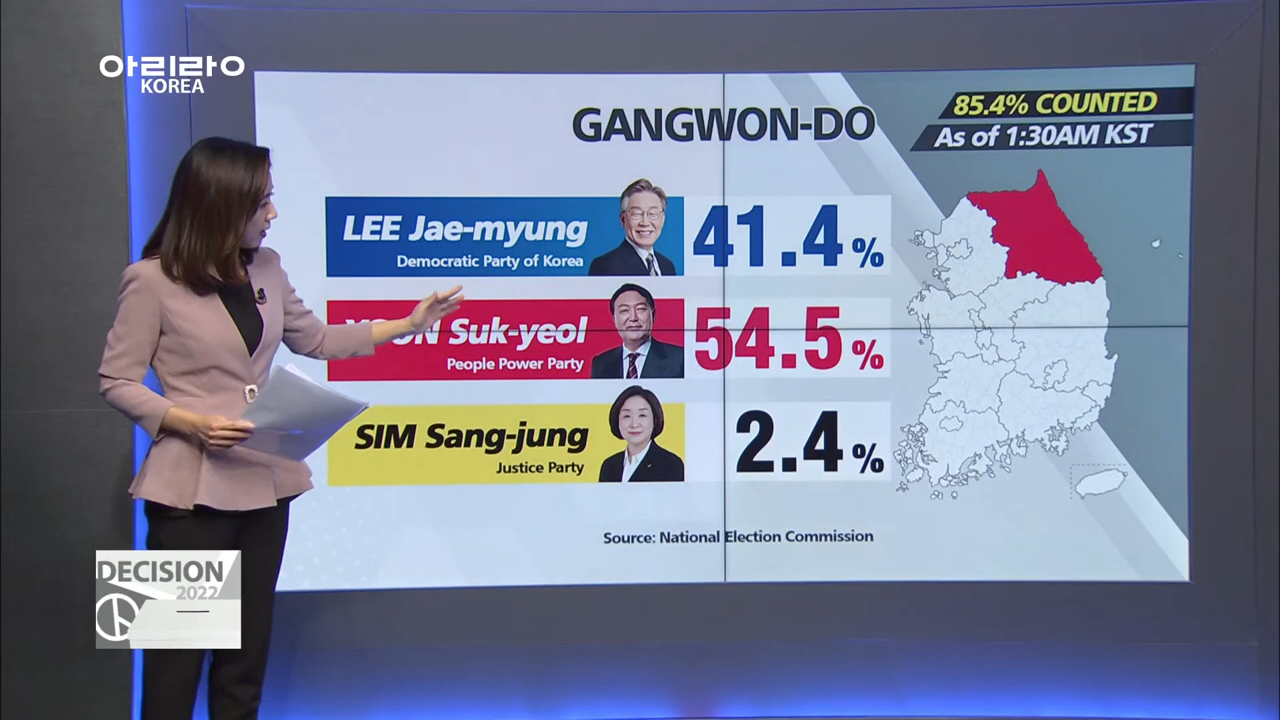 아리랑
KOREA
GANGWON-DO
85.4% COUNTED
As of 1:30AM KST
LEE Jae-myung
Democratic Party of Korea
41.4%
YOON Suk-yeol
People Power Party
54.5%
SIM Sang-jung
Justice Party
2.4%
Source: National Election Commission
DECISION
2022